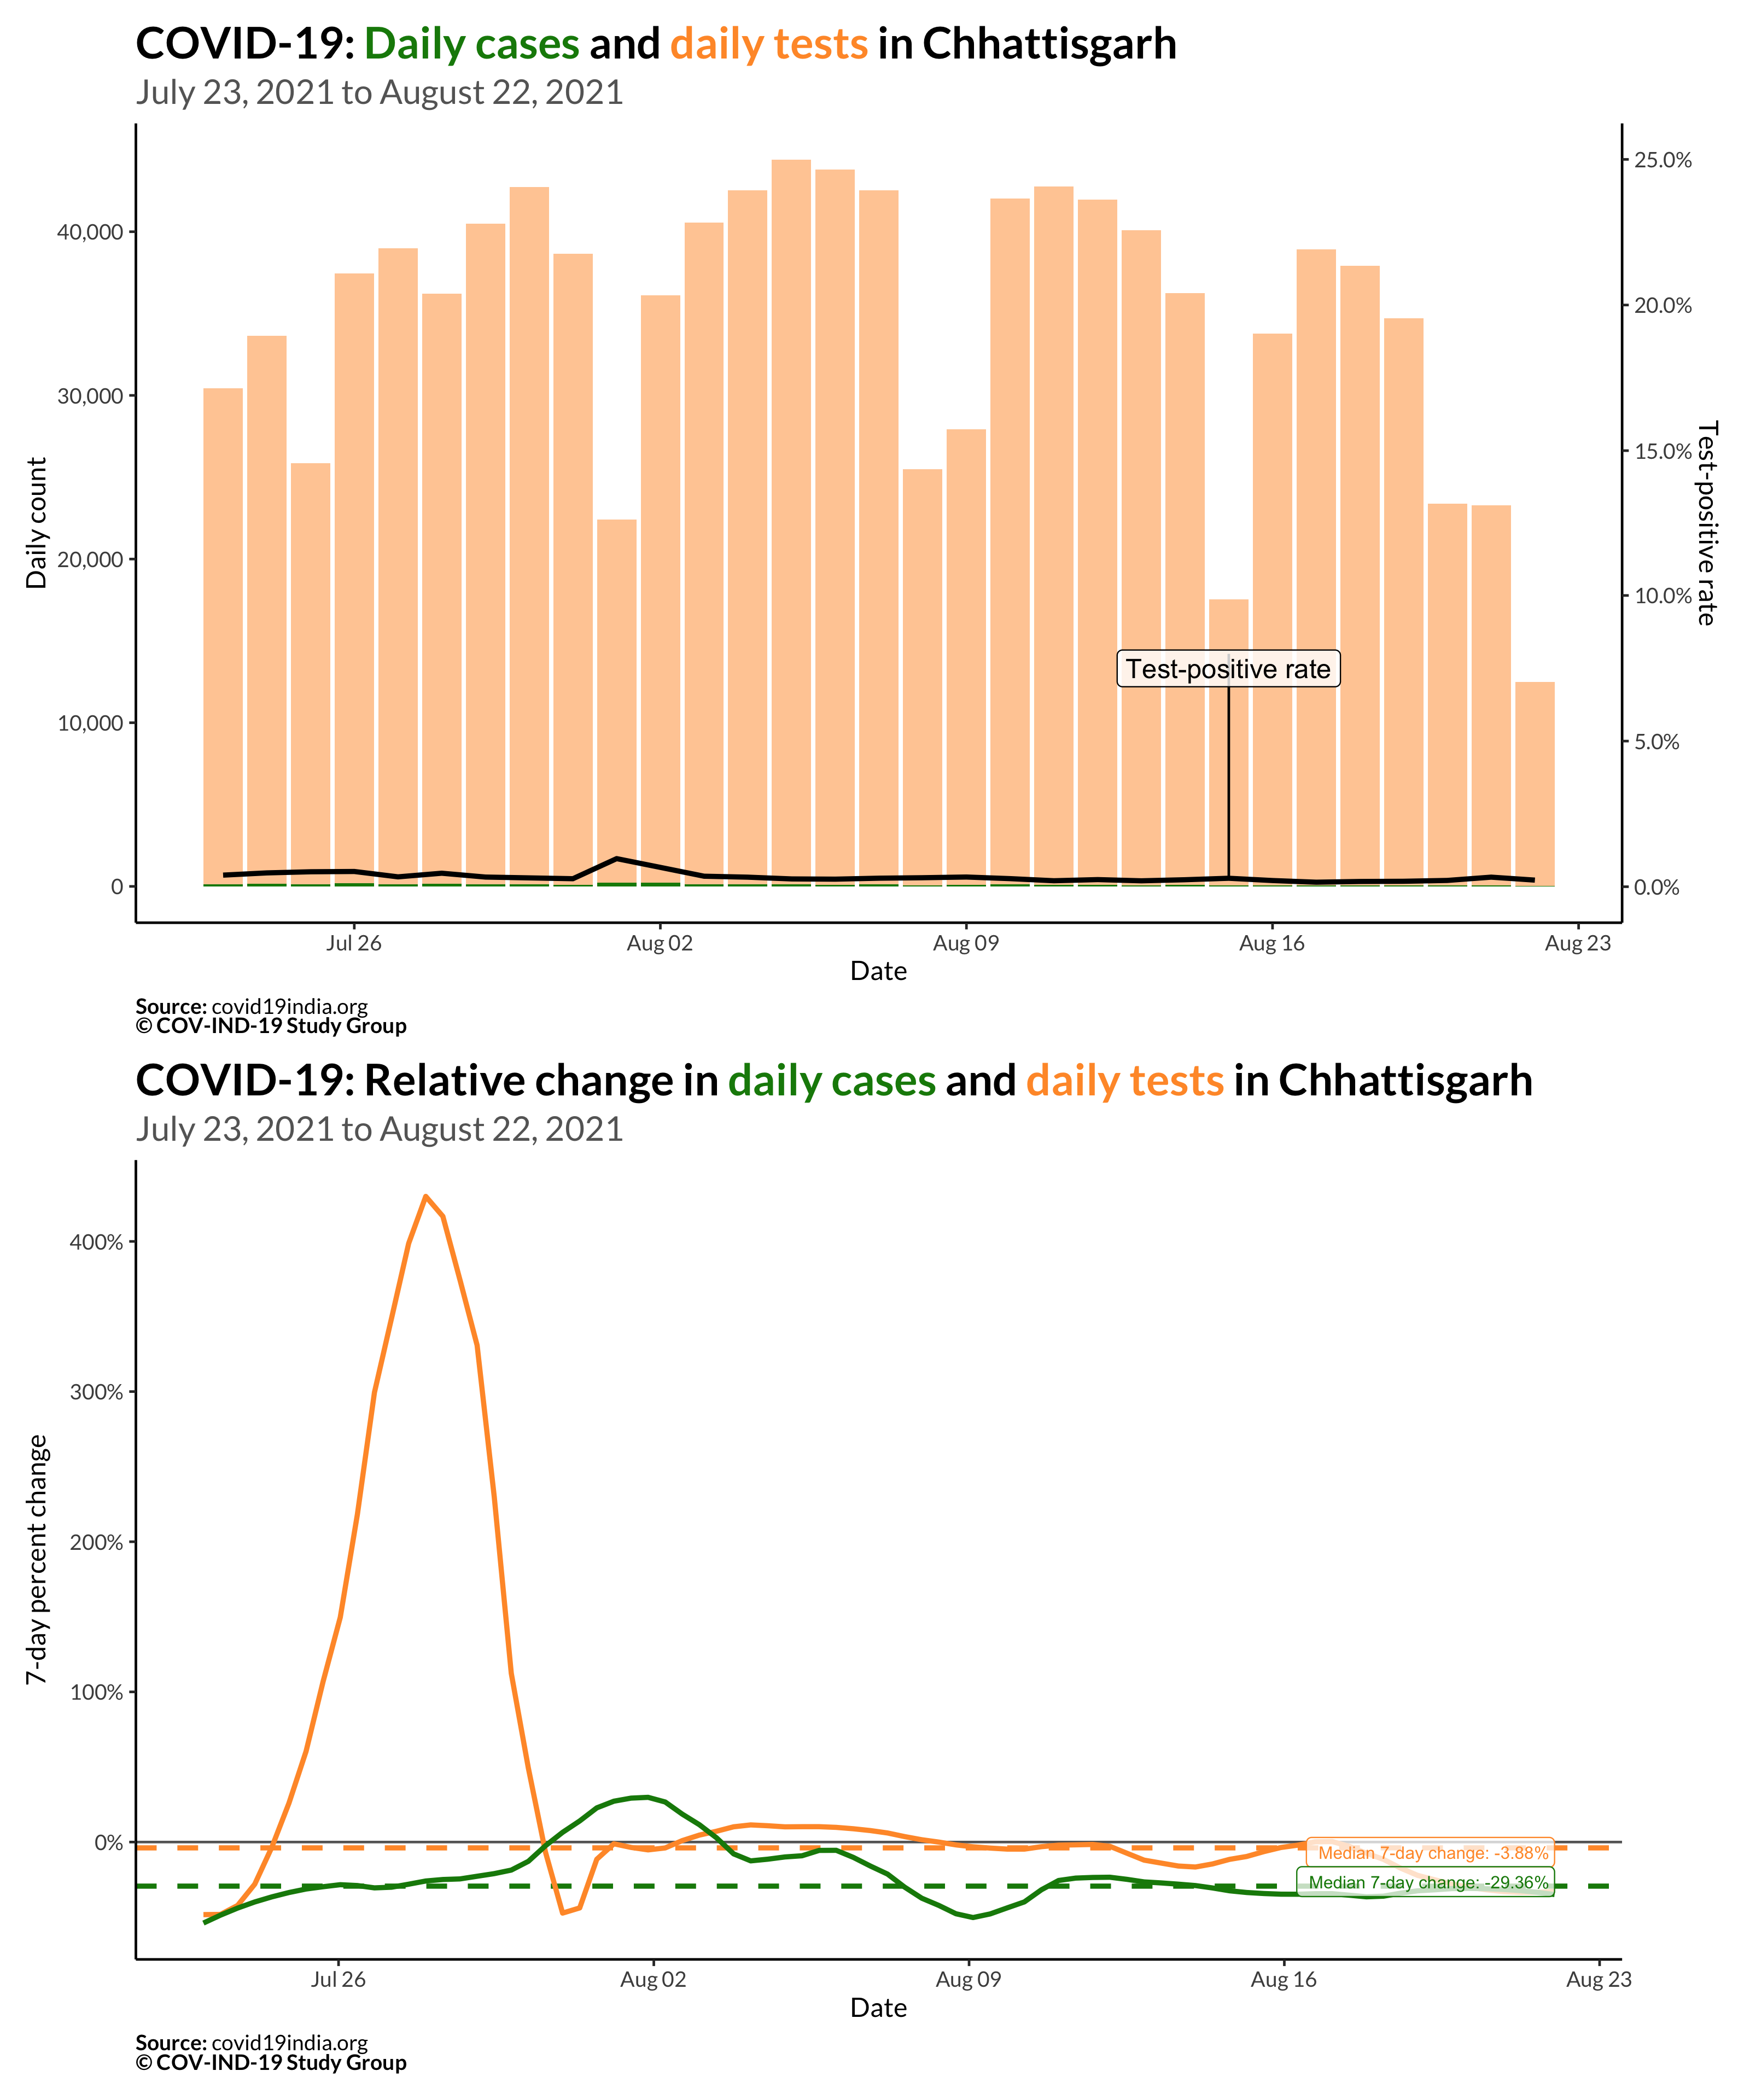 COVID-19: Daily cases and daily tests in Chhattisgarh
July 23, 2021 to August 22, 2021
Daily count
40,000
30,000
20,000
10,000
0
25.0%
20.0%
15.0%
10.0%
5.0%
0.0%
Test-positive rate
Test-positive rate
Jul 26
Aug 02
Aug 09
Aug 16
Aug 23
Date
Source: covid19india.org
© COV-IND-19 Study Group
COVID-19: Relative change in daily cases and daily tests in Chhattisgarh
July 23, 2021 to August 22, 2021
7-day percent change
400%
300%
200%
100%
0%
Median 7-day change: -3.88%
Median 7-day change: -29.36%
Jul 26
Aug 02
Aug 09
Aug 16
Aug 23
Date
Source: covid19india.org
© COV-IND-19 Study Group